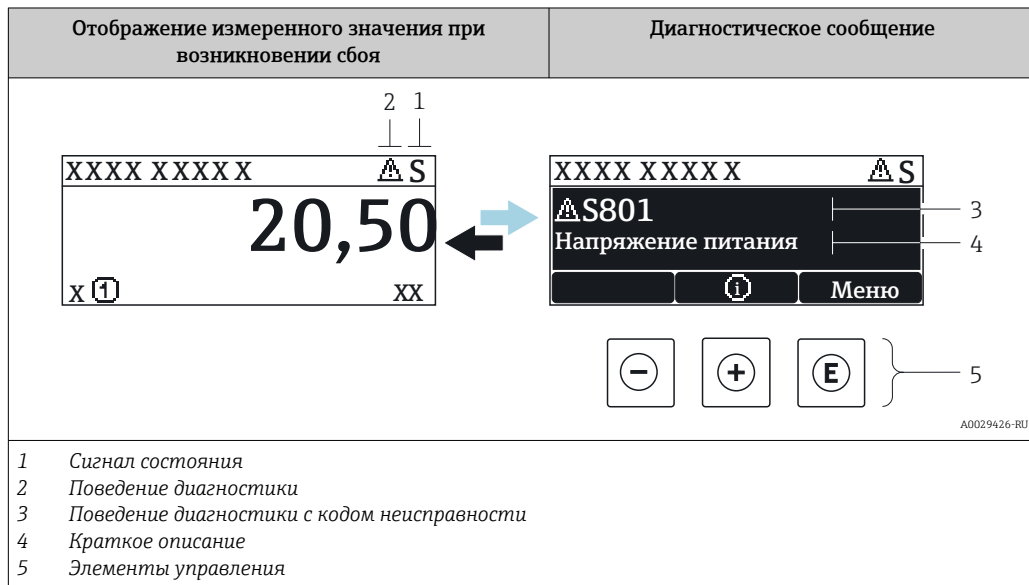 Отображение измеренного значения при
возникновении сбоя
Диагностическое сообщение
2 1
XXXX XXXXX S
20,50
X 1 XX
XXXX XXXXX S
S801
3
Напряжение питания
4
i Меню
- + E
5
A0029426-RU
1 Сигнал состояния
2 Поведение диагностики
3 Поведение диагностики с кодом неисправности
4 Краткое описание
5 Элементы управления